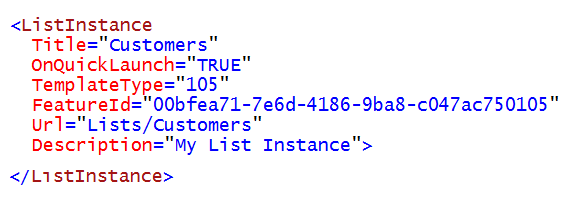 <ListInstance
Title="Customers"
OnQuickLaunch="TRUE"
TemplateType="105"
FeatureId="00bfea71-7e6d-4186-9ba8-c047ac750105"
Url="Lists/Customers"
Description="My List Instance">
</ListInstance>